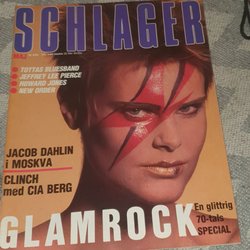 SCHLAGER
TOTTAS BLUESBAND
JEFFREY LEE PIERCE
HOWARD JONES
NEW ORDER
JACOB DAHLIN
i MOSKVA
CLINCH
med CIA BERG
En glittrig
70-tals
SPECIAL
GLAMROCK